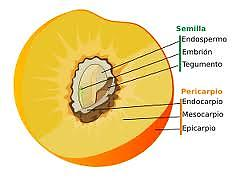 Semilla
Endospermo
Embrión
Tegumento
Pericarpio
Endocarpio
Mesocarpio
Epicarpio